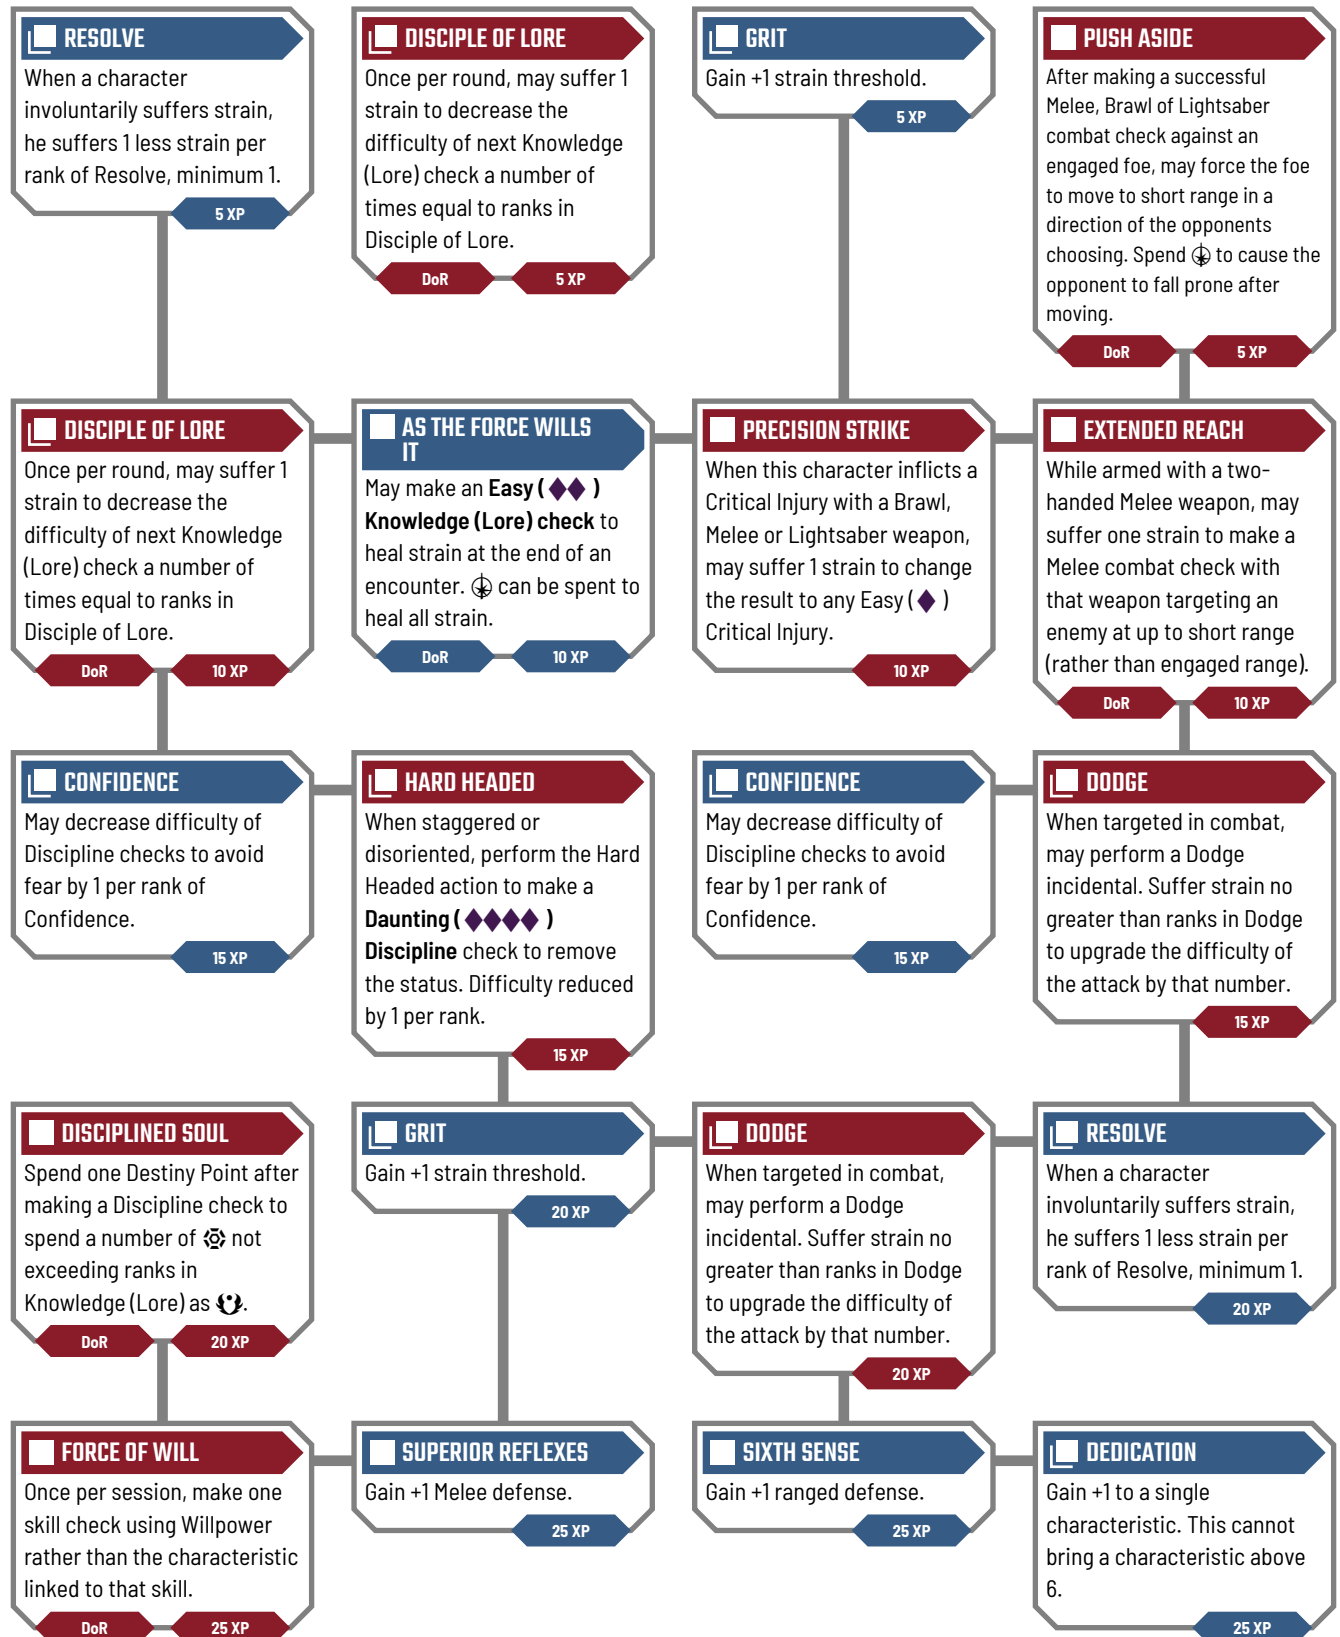 RESOLVE
When a character
involuntarily suffers strain,
he suffers 1 less strain per
rank of Resolve, minimum 1.
5 XP
DISCIPLE OF LORE
Once per round, may suffer 1
strain to decrease the
difficulty of next Knowledge
(Lore) check a number of
times equal to ranks in
Disciple of Lore.
DoR
5 XP
GRIT
Gain +1 strain threshold.
5 XP
PUSH ASIDE
After making a successful
Melee, Brawl of Lightsaber
combat check against an
engaged foe, may force the foe
to move to short range in a
direction of the opponents
choosing. Spend to cause the
opponent to fall prone after
moving.
DoR
5 XP
DISCIPLE OF LORE
Once per round, may suffer 1
strain to decrease the
difficulty of next Knowledge
(Lore) check a number of
times equal to ranks in
Disciple of Lore.
DoR
10 XP
AS THE FORCE WILLS
IT
May make an Easy (◆◆ )
Knowledge (Lore) check to
heal strain at the end of an
encounter. can be spent to
heal all strain.
DoR
10 XP
PRECISION STRIKE
When this character inflicts a
Critical Injury with a Brawl,
Melee or Lightsaber weapon,
may suffer 1 strain to change
the result to any Easy (◆ )
Critical Injury.
10 XP
EXTENDED REACH
While armed with a two-
handed Melee weapon, may
suffer one strain to make a
Melee combat check with
that weapon targeting an
enemy at up to short range
(rather than engaged range).
DoR
10 XP
CONFIDENCE
May decrease difficulty of
Discipline checks to avoid
fear by 1 per rank of
Confidence.
15 XP
HARD HEADED
When staggered or
disoriented, perform the Hard
Headed action to make a
Daunting (◆◆◆◆ )
Discipline check to remove
the status. Difficulty reduced
by 1 per rank.
15 XP
CONFIDENCE
May decrease difficulty of
Discipline checks to avoid
fear by 1 per rank of
Confidence.
15 XP
DODGE
When targeted in combat,
may perform a Dodge
incidental. Suffer strain no
greater than ranks in Dodge
to upgrade the difficulty of
the attack by that number.
15 XP
DISCIPLINED SOUL
Spend one Destiny Point after
making a Discipline check to
spend a number of not
exceeding ranks in
Knowledge (Lore) as .
DoR
20 XP
GRIT
Gain +1 strain threshold.
20 XP
DODGE
When targeted in combat,
may perform a Dodge
incidental. Suffer strain no
greater than ranks in Dodge
to upgrade the difficulty of
the attack by that number.
20 XP
RESOLVE
When a character
involuntarily suffers strain,
he suffers 1 less strain per
rank of Resolve, minimum 1.
20 XP
FORCE OF WILL
Once per session, make one
skill check using Willpower
rather than the characteristic
linked to that skill.
DoR
25 XP
SUPERIOR REFLEXES
Gain +1 Melee defense.
25 XP
SIXTH SENSE
Gain +1 ranged defense.
25 XP
DEDICATION
Gain +1 to a single
characteristic. This cannot
bring a characteristic above
6.
25 XP